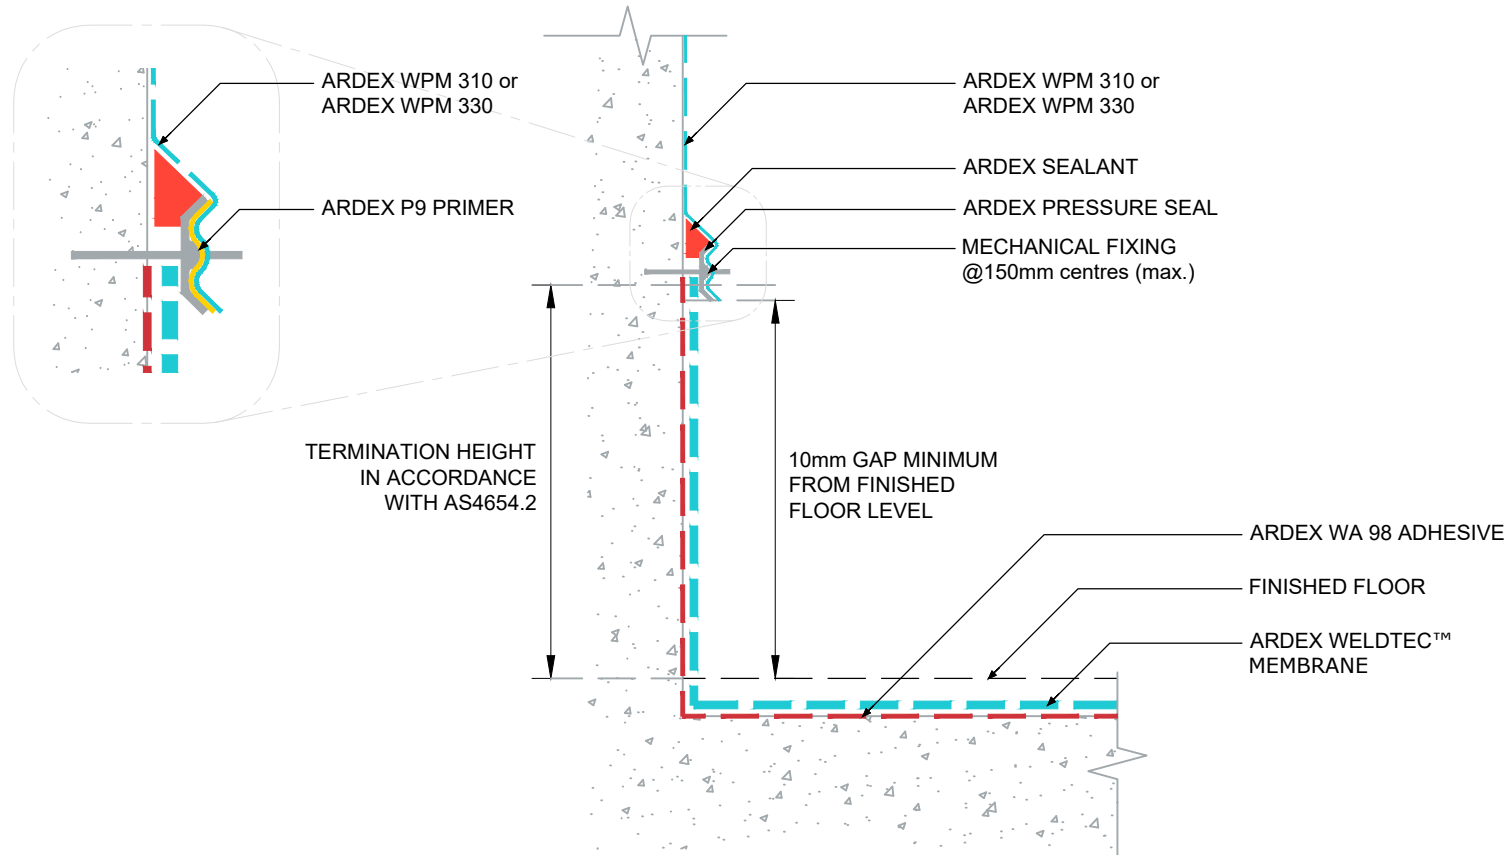 ARDEX WPM 310 or
ARDEX WPM 330
ARDEX P9 PRIMER
ARDEX WPM 310 or
ARDEX WPM 330
ARDEX SEALANT
ARDEX PRESSURE SEAL
MECHANICAL FIXING
@150mm centres (max.)
TERMINATION HEIGHT
IN ACCORDANCE
WITH AS4654.2
10mm GAP MINIMUM
FROM FINISHED
FLOOR LEVEL
ARDEX WA 98 ADHESIVE
FINISHED FLOOR
ARDEX WELDTEC™
MEMBRANE